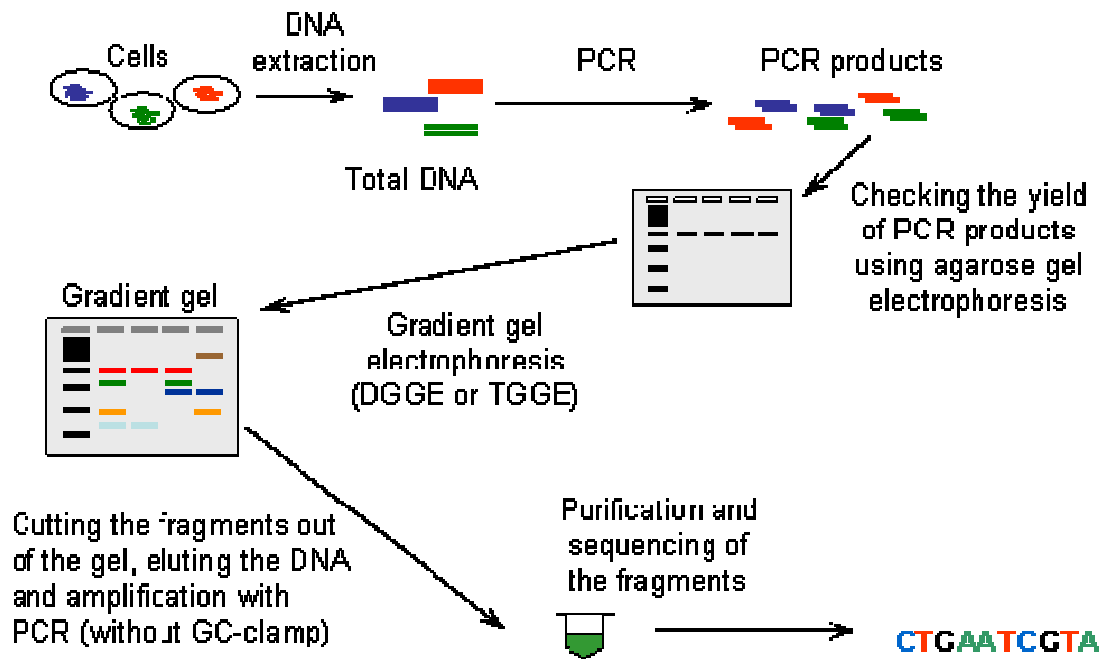 Cells
DNA
extraction
PCR
PCR products
Total DNA
Checking the yield
of PCR products
using agarose gel
electrophoresis
Gradient gel
Gradient gel
electrophoresis
(DGGE or TGGE)
Cutting the fragments out
of the gel, eluting the DNA
and amplification with
PCR (without GC-clamp)
Purification and
sequencing of
the fragments
CTGAATCGTA